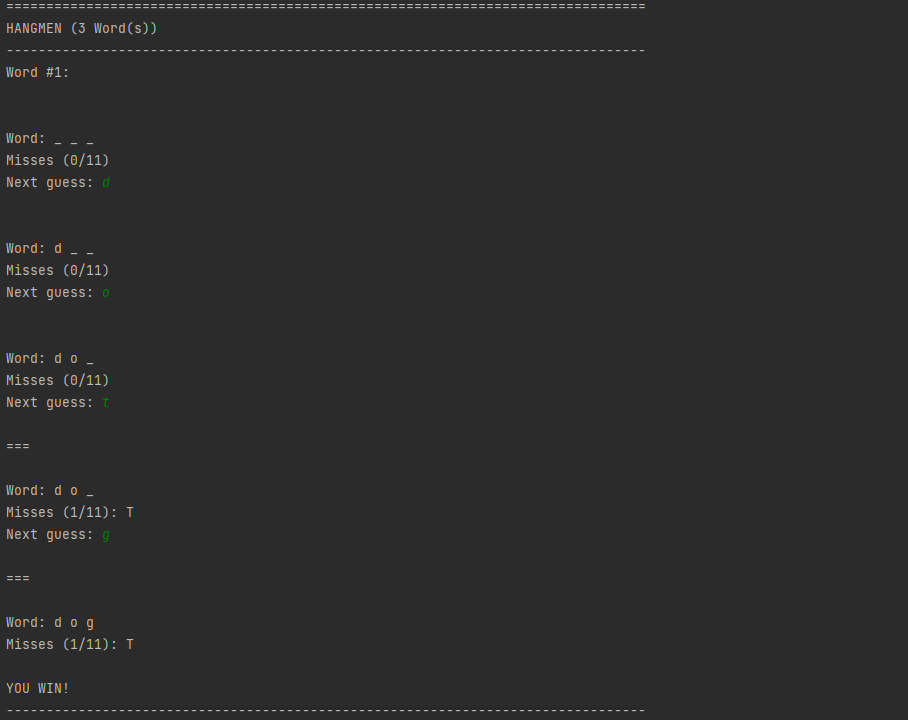 ================================================================================
HANGMEN (3 Word(s))
--------------------------------------------------------------------------------
Word #1:
Word: _ _ _
Misses (0/11)
Next guess: d
Word: d _ _
Misses (0/11)
Next guess: o
Word: d o _
Misses (0/11)
Next guess: t
===
Word: d o _
Misses (1/11): T
Next guess: g
===
Word: d o g
Misses (1/11): T
YOU WIN!
--------------------------------------------------------------------------------